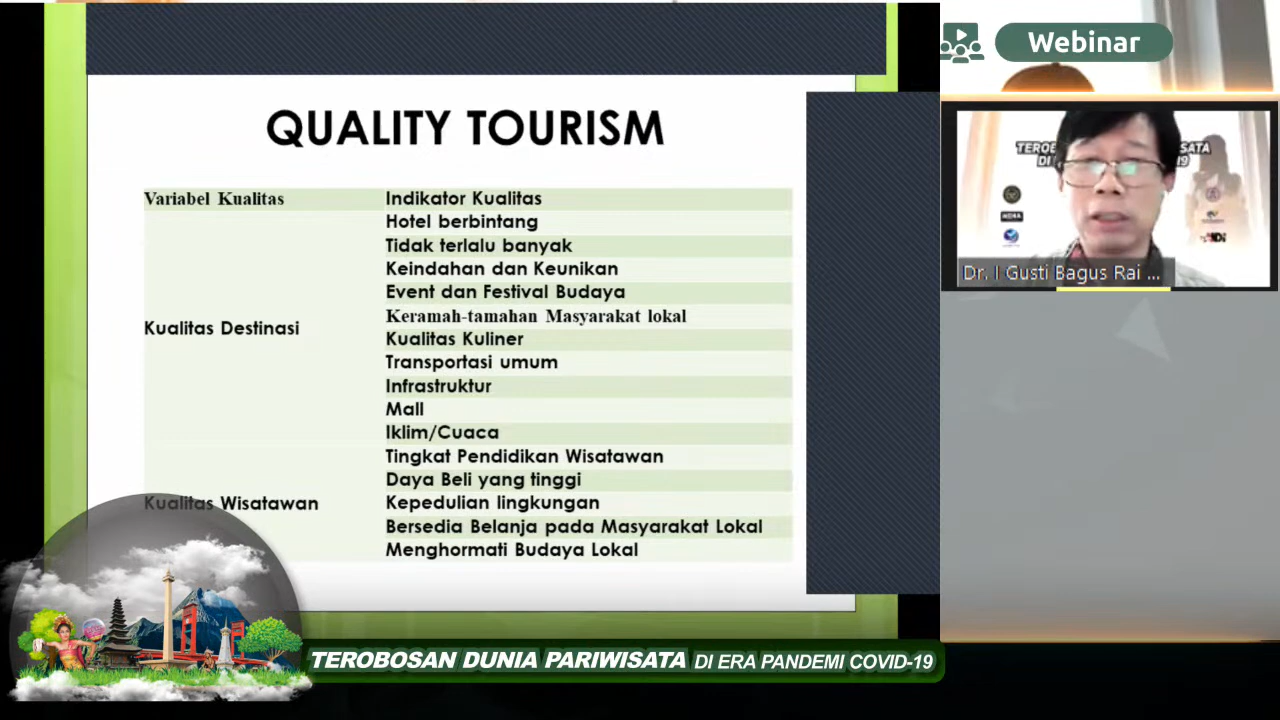 QUALITY TOURISM
Variabel Kualitas
Indikator Kualitas
Kualitas Destinasi
Hotel berbintang
Tidak terlalu banyak
Keindahan dan Keunikan
Event dan Festival Budaya
Keramah-tamahan Masyarakat lokal
Kualitas Kuliner
Transportasi umum
Infrastruktur
Mall
Iklim/Cuaca
Kualitas Wisatawan
Tingkat Pendidikan Wisatawan
Daya Beli yang tinggi
Kepedulian lingkungan
Bersedia Belanja pada Masyarakat Lokal
Menghormati Budaya Lokal
Webinar
Dr. I Gusti Bagus Rai ...
TEROBOSAN DUNIA PARIWISATA DI ERA PANDEMI COVID-19